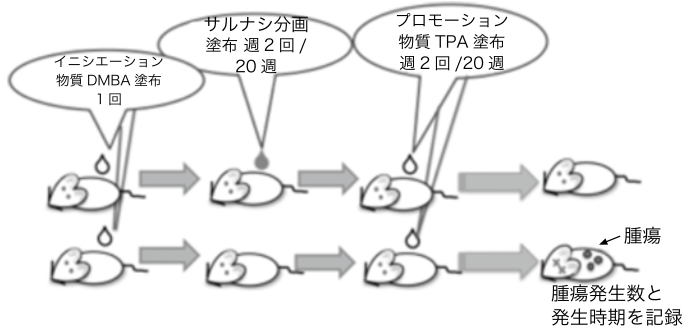 イニシエーション
物質 DMBA 塗布
1 回
サルナシ分画
塗布 週 2 回 /
20 週
プロモーション
物質 TPA 塗布
週 2 回 /20 週
腫瘍
腫瘍発生数と
発生時期を記録